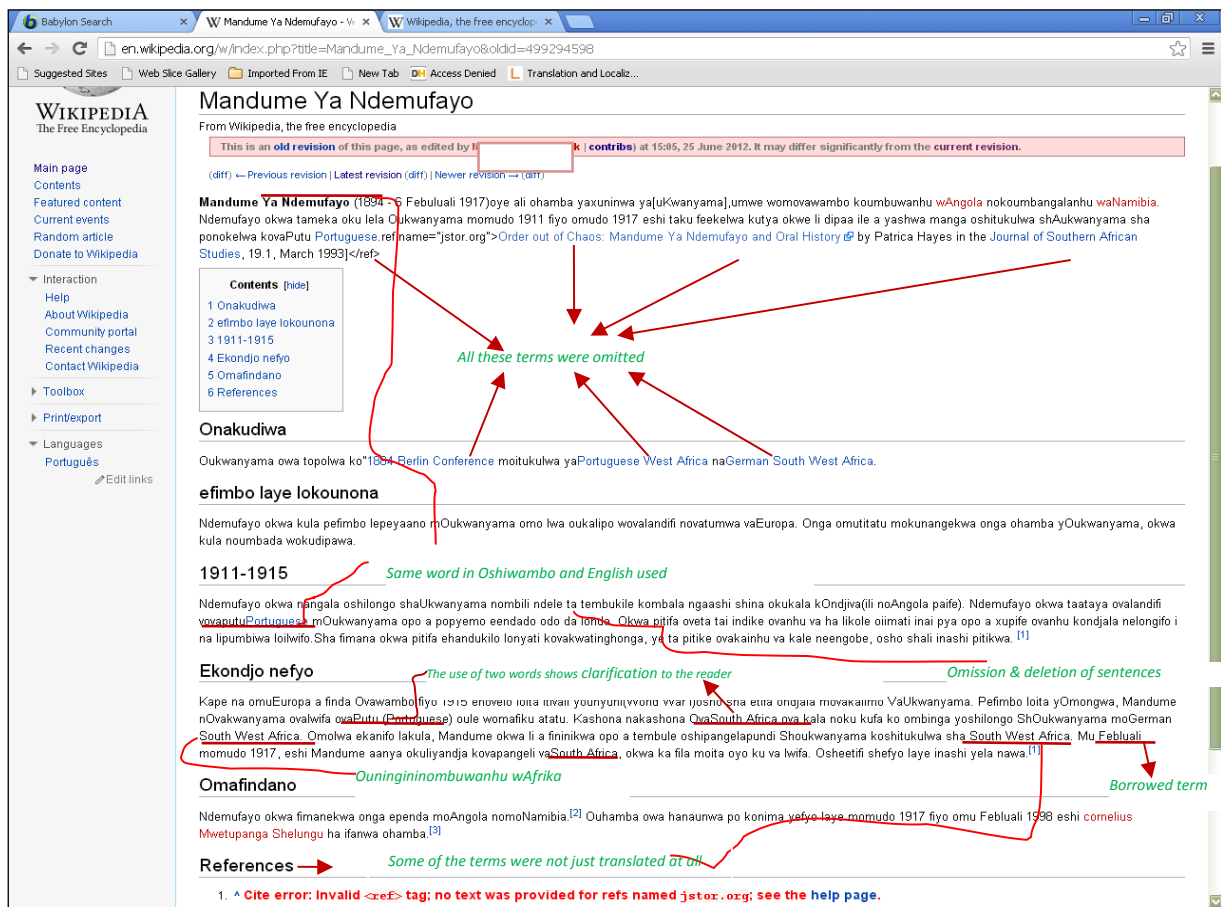 Babylon Search
Mandume Ya Ndemufayo - W
Wikipedia, the free encyclop
en.wikipedia.org/w/index.php?title=Mandume_Ya_Ndemufayo&oldid=499294598
Suggested Sites Web Slice Gallery Imported From IE New Tab DH Access Denied L Translation and Localiz...
WIKIPEDIA
The Free Encyclopedia
Main page
Contents
Featured content
Current events
Random article
Donate to Wikipedia
Interaction
Help
About Wikipedia
Community portal
Recent changes
Contact Wikipedia
Toolbox
Print/export
Languages
Português
Edit links
Mandume Ya Ndemufayo
From Wikipedia, the free encyclopedia
This is an old revision of this page, as edited by k | contribs) at 15:05, 25 June 2012. It may differ significantly from the current revision.
(diff) ← Previous revision | Latest revision (diff) | Newer revision → (diff)
Mandume Ya Ndemufayo (1894 - 6 Febuluali 1917)oye ali ohamba yaxuninwa ya[uKwanyama],umwe womovawambo koumbuwanhu wAngola nokoumbangalanhu waNamibia.
Ndemufayo okwa tameka oku lela Oukwanyama momudo 1911 fiyo omudo 1917 eshi taku feekelwa kutya okwe li dipaa ile a yashwa manga oshitukulwa shAukwanyama sha
ponokelwa kovaPutu Portuguese.ref name="jstor.org">Order out of Chaos: Mandume Ya Ndemufayo and Oral History by Patrica Hayes in the Journal of Southern African
Studies, 19.1, March 1993]</ref>
Contents [hide]
1 Onakudiwa
2 efimbo laye lokounona
3 1911-1915
4 Ekondjo nefyo
5 Omafindano
6 References
All these terms were omitted
Onakudiwa
Oukwanyama owa topolwa ko"1884 Berlin Conference moitukulwa yaPortuguese West Africa naGerman South West Africa.
efimbo laye lokounona
Ndemufayo okwa kula pefimbo lepeyaano mOukwanyama omo lwa oukalipo wovalandifi novatumwa vaEuropa. Onga omutitatu mokunangekwa onga ohamba yOukwanyama, okwa
kula noumbada wokudipawa.
1911-1915
Same word in Oshiwambo and English used
Ndemufayo okwa nangala oshilongo shaUkwanyama nombili ndele ta tembukile kombala ngaashi shina okukala kOndjiva(ili noAngola paife). Ndemufayo okwa taataya ovalandifi
vovaputuPortuguese mOukwanyama opo a popyemo eendado odo da londa. Okwa pitifa oveta tai indike ovanhu va ha likole oiimati inai pya opo a xupife ovanhu kondjala nelongifo i
na lipumbiwa loilwifo.Sha fimana okwa pitifa ehandukilo lonyati kovakwatinghonga, ye ta pitike ovakainhu va kale neengobe, osho shali inashi pitikwa. [1]
Ekondjo nefyo
The use of two words shows clarification to the reader
Omission & deletion of sentences
Kape na omuEuropa a finda Ovawambo fiyo 1915
nOvakwanyama ovalwifa ovaPutu (Portuguese) oule womafiku atatu. Kashona nakashona OvaSouth Africa ova kala noku kufa ko ombinga yoshilongo ShOukwanyama moGerman
South West Africa. Omolwa ekanifo lakula, Mandume okwa li a fininikwa opo a tembule oshipangelapundi Shoukwanyama koshitukulwa sha South West Africa. Mu Febluali
momudo 1917, eshi Mandume aanya okuliyandja kovapangeli vaSouth Africa, okwa ka fila moita oyo ku va lwifa. Osheetifi shefyo laye inashi yela nawa.[1]
Ouningininombuwanhu wAfrika
Borrowed term
Omafindano
Ndemufayo okwa fimanekwa onga ependa moAngola nomoNamibia.[2] Ouhamba owa hanaunwa po konima yefyo laye momudo 1917 fiyo omu Febluali 1998 eshi cornelius
Mwetupanga Shelungu ha ifanwa ohamba.[3]
Some of the terms were not just translated at all
References
1. ^ Cite error: Invalid <ref> tag; no text was provided for refs named jstor.org; see the help page.